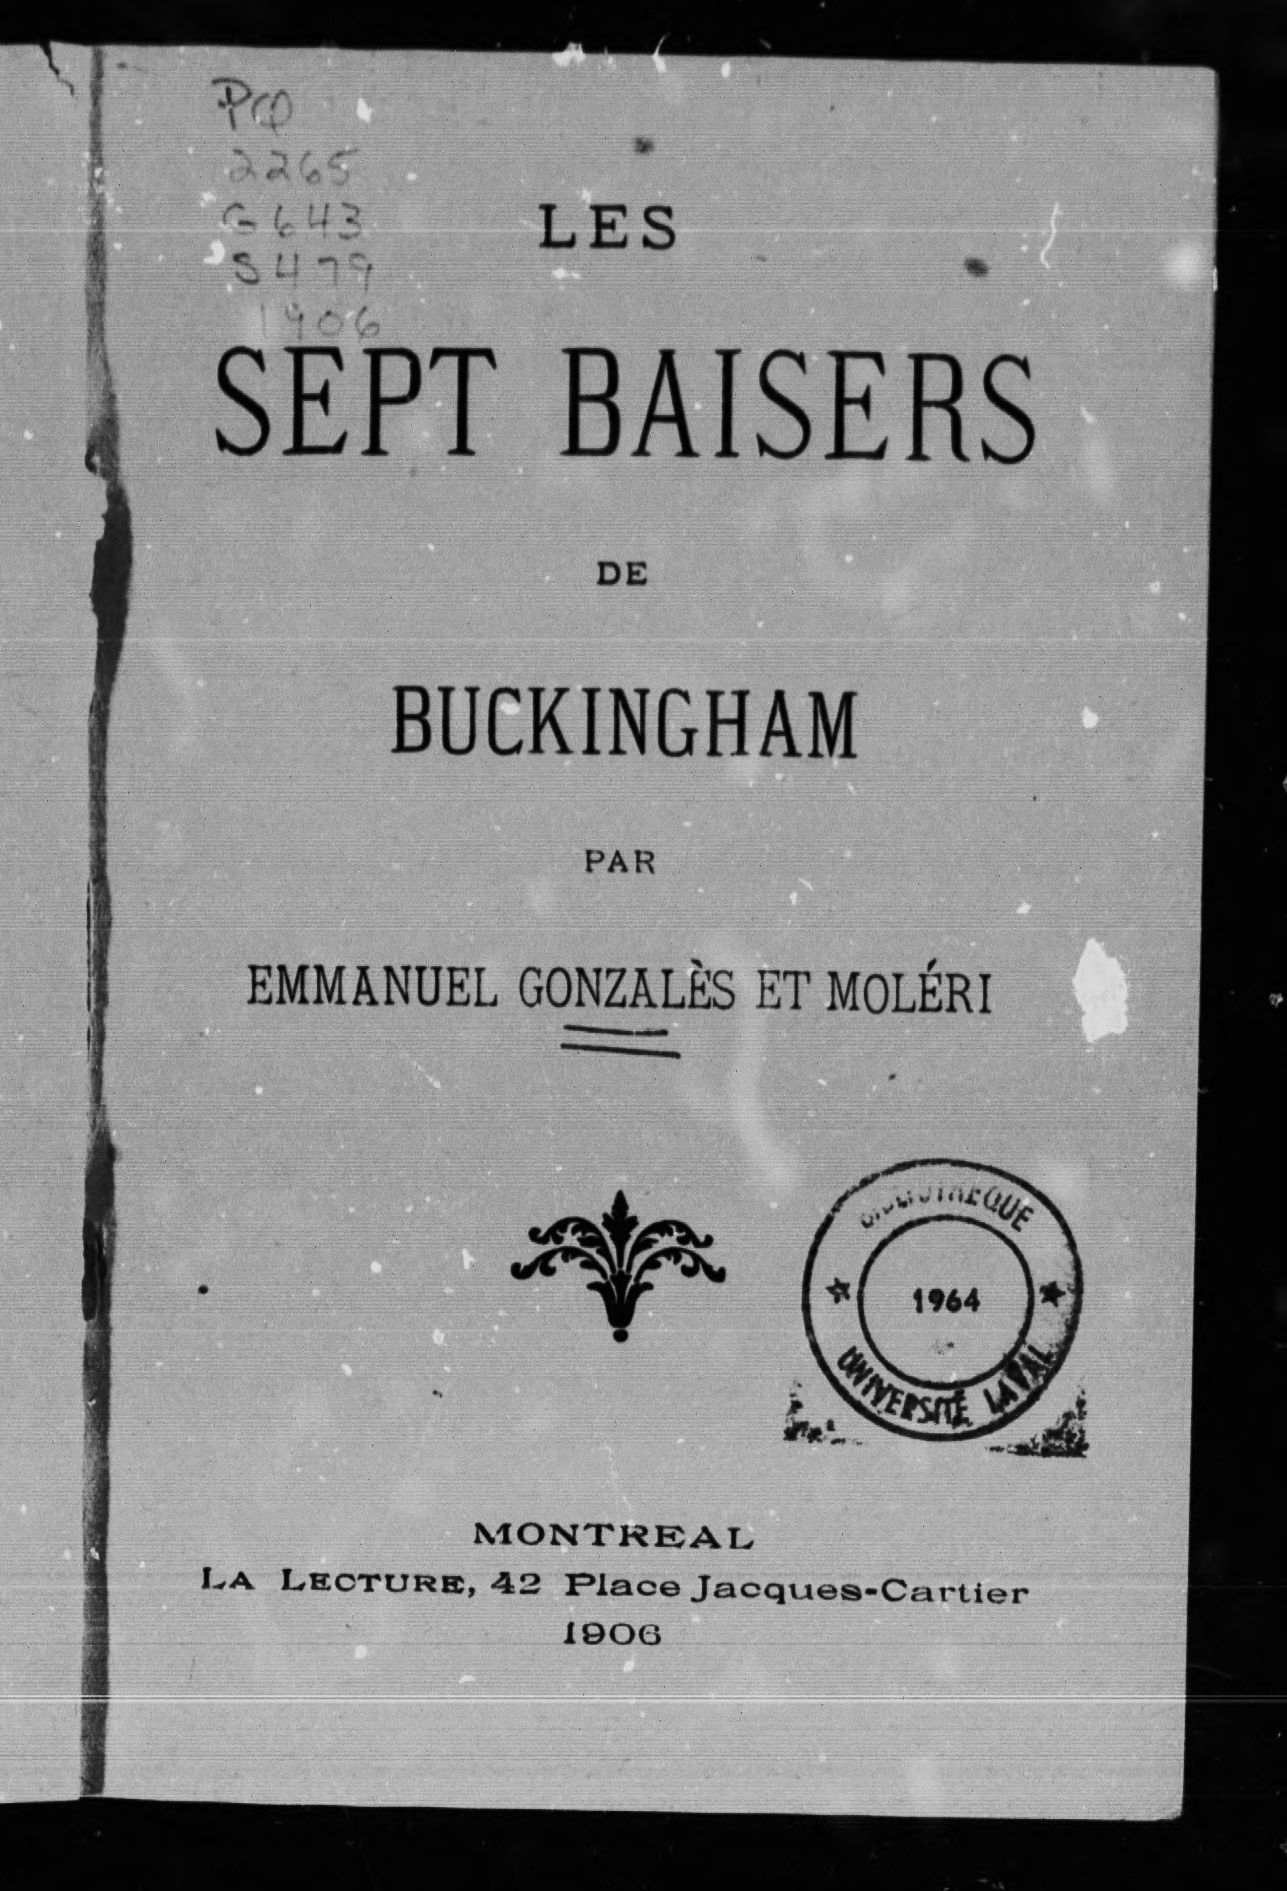 PQ
2265
G643
S479
1906
LES
SEPT BAISERS
DE
BUCKINGHAM
PAR
EMMANUEL GONZALÈS ET MOLÉRI
BIBLIOTHEQUE
1964
UNIVERSITÉ LAVAL
MONTREAL
LA LECTURE, 42 Place Jacques-Cartier
1906